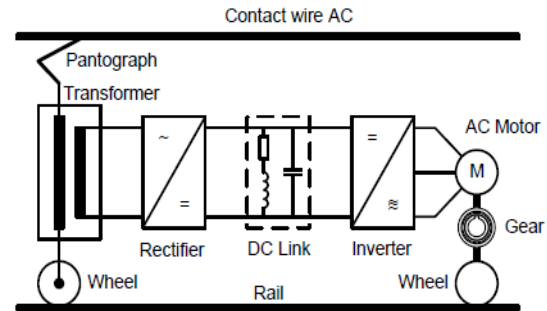 Contact wire AC
Pantograph
Transformer
AC Motor
~
=
=
≋
M
Gear
Rectifier
DC Link
Inverter
Wheel
Wheel
Rail